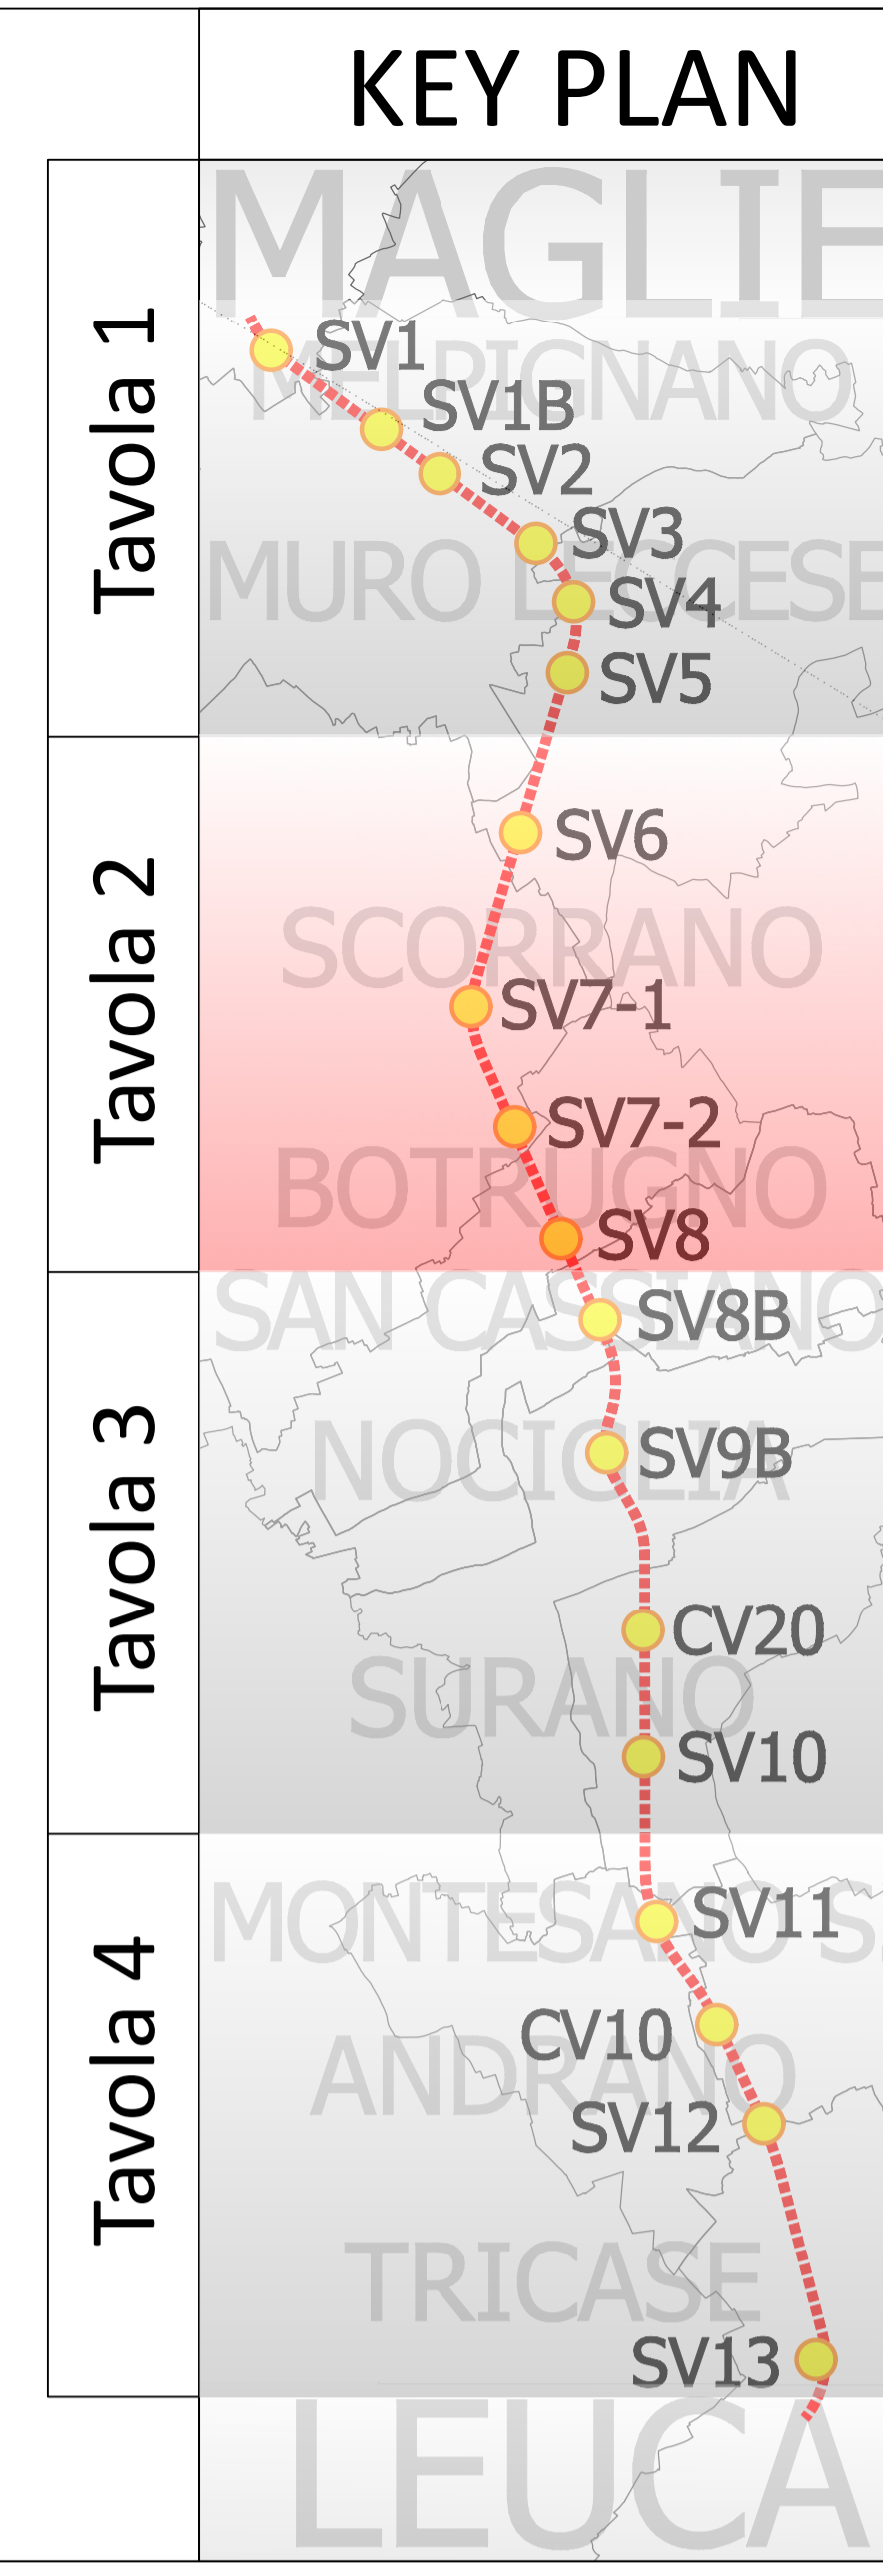 KEY PLAN
Tavola 1
MAGLIE
SV1
MELPIGNANO
SV1B
SV2
SV3
MURO LECCESE
SV4
SV5
Tavola 2
SV6
SCORRANO
SV7-1
SV7-2
BOTRUGNO
SV8
Tavola 3
SAN CASSIANO
SV8B
NOCIGLIA
SV9B
CV20
SURANO
SV10
Tavola 4
SV11
MONTESANO S
CV10
ANDRANO
SV12
TRICASE
SV13
LEUCA